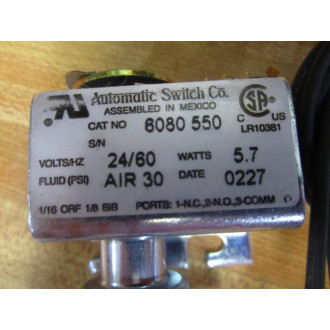 Automatic Switch Co.
ASSEMBLED IN MEXICO
C US
CAT NO 6080 550 LR10381
S/N
VOLTS/HZ 24/60 WATTS 5.7
FLUID (PSI) AIR 30 DATE 0227
1/16 ORF 1/8 BIB PORTS: 1-N.C.,2-N.O.,3-COMM